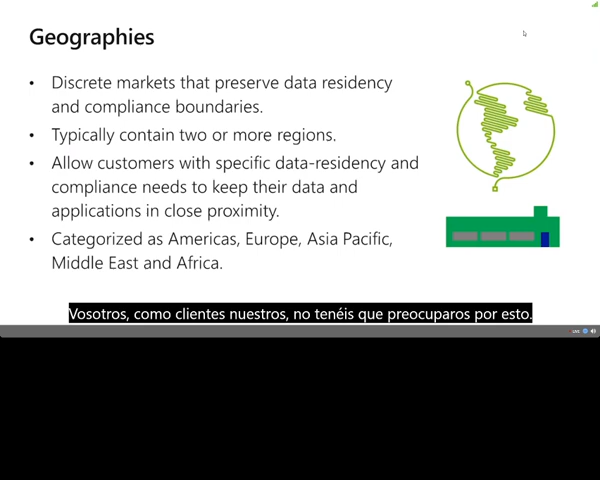 Geographies
• Discrete markets that preserve data residency
and compliance boundaries.
• Typically contain two or more regions.
• Allow customers with specific data-residency and
compliance needs to keep their data and
applications in close proximity.
• Categorized as Americas, Europe, Asia Pacific,
Middle East and Africa.
Vosotros, como clientes nuestros, no tenéis que preocuparos por esto.
LIVE